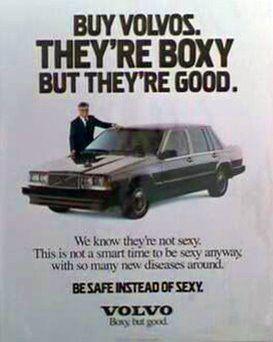 BUY VOLVOS.
THEY'RE BOXY
BUT THEY'RE GOOD.
We know they're not sexy.
This is not a smart time to be sexy anyway,
with so many new diseases around.
BE SAFE INSTEAD OF SEXY.
VOLVO
Boxy, but good.